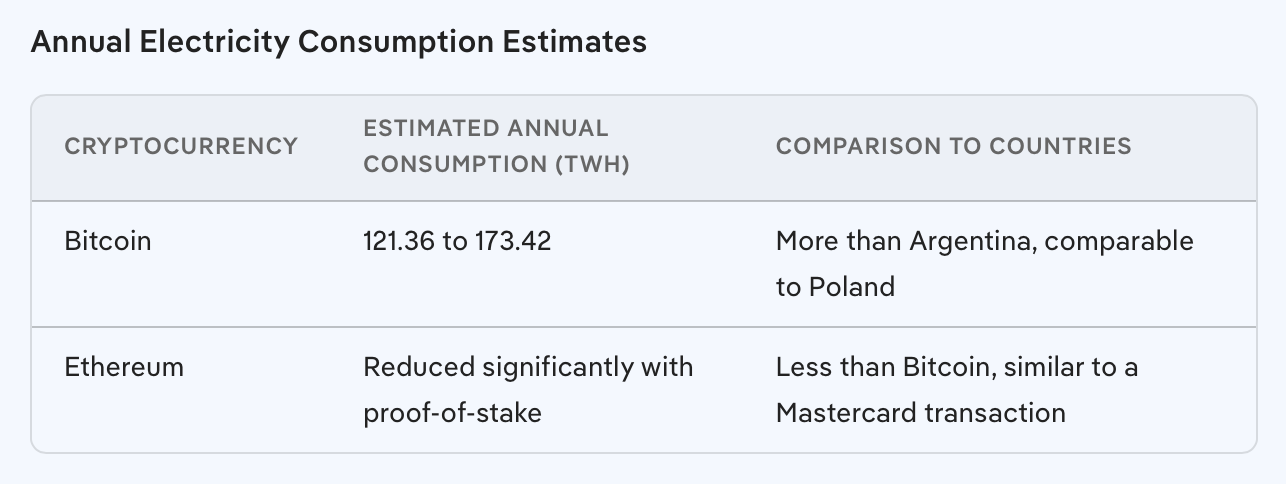 Annual Electricity Consumption Estimates
CRYPTOCURRENCY
ESTIMATED ANNUAL
CONSUMPTION (TWH)
COMPARISON TO COUNTRIES
Bitcoin
121.36 to 173.42
More than Argentina, comparable
to Poland
Ethereum
Reduced significantly with
proof-of-stake
Less than Bitcoin, similar to a
Mastercard transaction